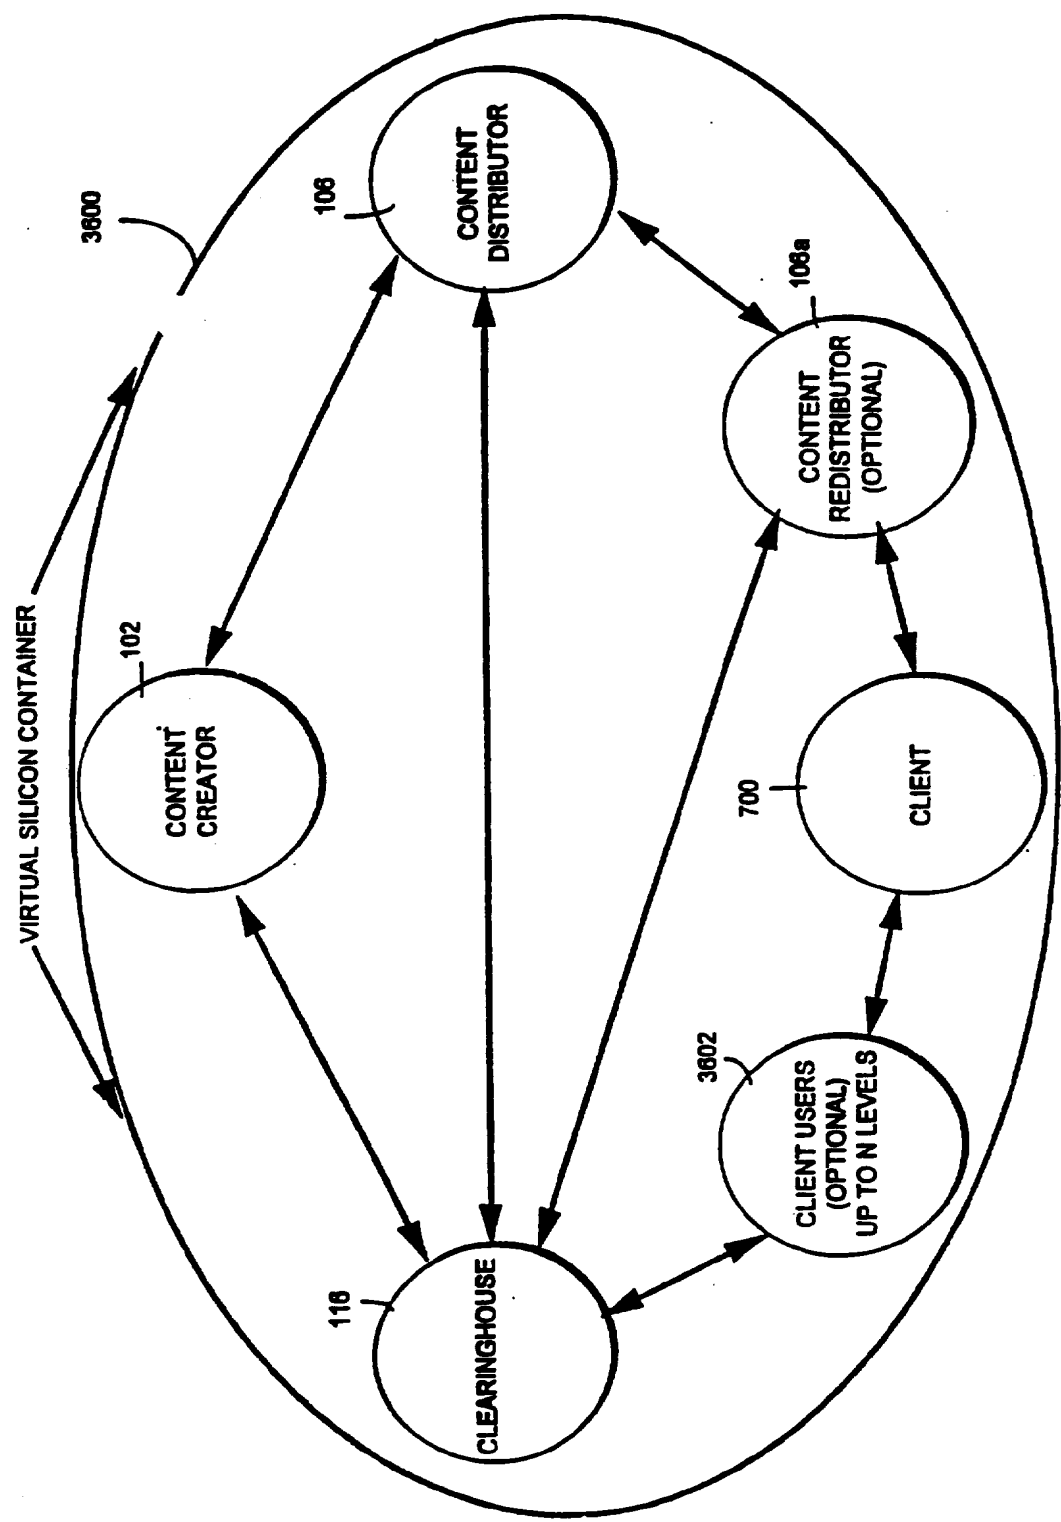 VIRTUAL SILICON CONTAINER
3600
102
CONTENT
CREATOR
106
CONTENT
DISTRIBUTOR
116
CLEARINGHOUSE
106a
CONTENT
REDISTRIBUTOR
(OPTIONAL)
3602
CLIENT USERS
(OPTIONAL)
UP TO N LEVELS
700
CLIENT